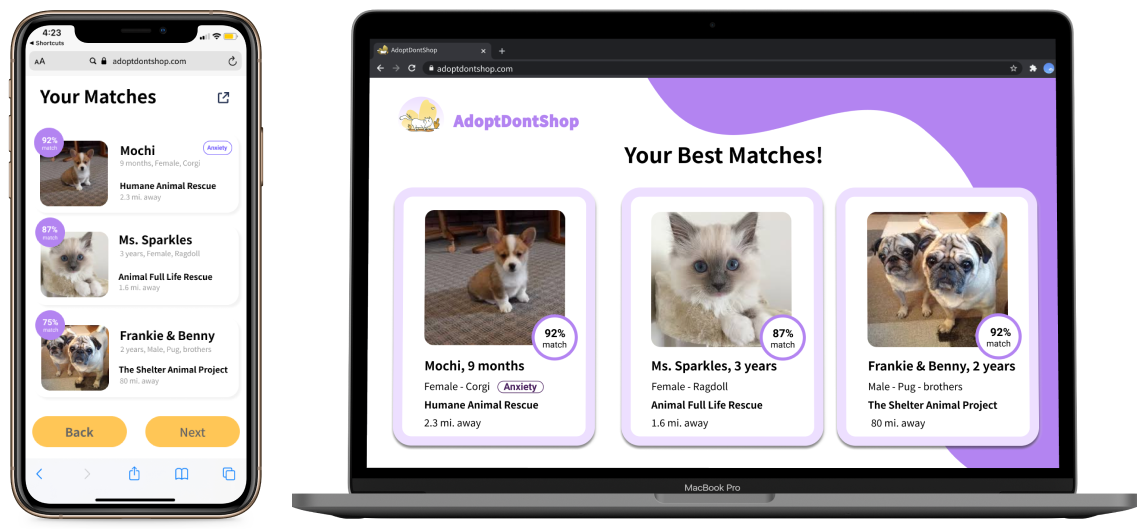 4:23
Shortcuts
AA
adoptdontshop.com
Your Matches
92%
match
Mochi
Anxiety
9 months, Female, Corgi
Humane Animal Rescue
2.3 mi. away
87%
match
Ms. Sparkles
3 years, Female, Ragdoll
Animal Full Life Rescue
1.6 mi. away
75%
match
Frankie & Benny
2 years, Male, Pug, brothers
The Shelter Animal Project
80 mi. away
Back
Next
AdoptDontShop
adoptdontshop.com
AdoptDontShop
Your Best Matches!
92%
match
Mochi, 9 months
Female - Corgi Anxiety
Humane Animal Rescue
2.3 mi. away
87%
match
Ms. Sparkles, 3 years
Female - Ragdoll
Animal Full Life Rescue
1.6 mi. away
92%
match
Frankie & Benny, 2 years
Male - Pug - brothers
The Shelter Animal Project
80 mi. away
MacBook Pro